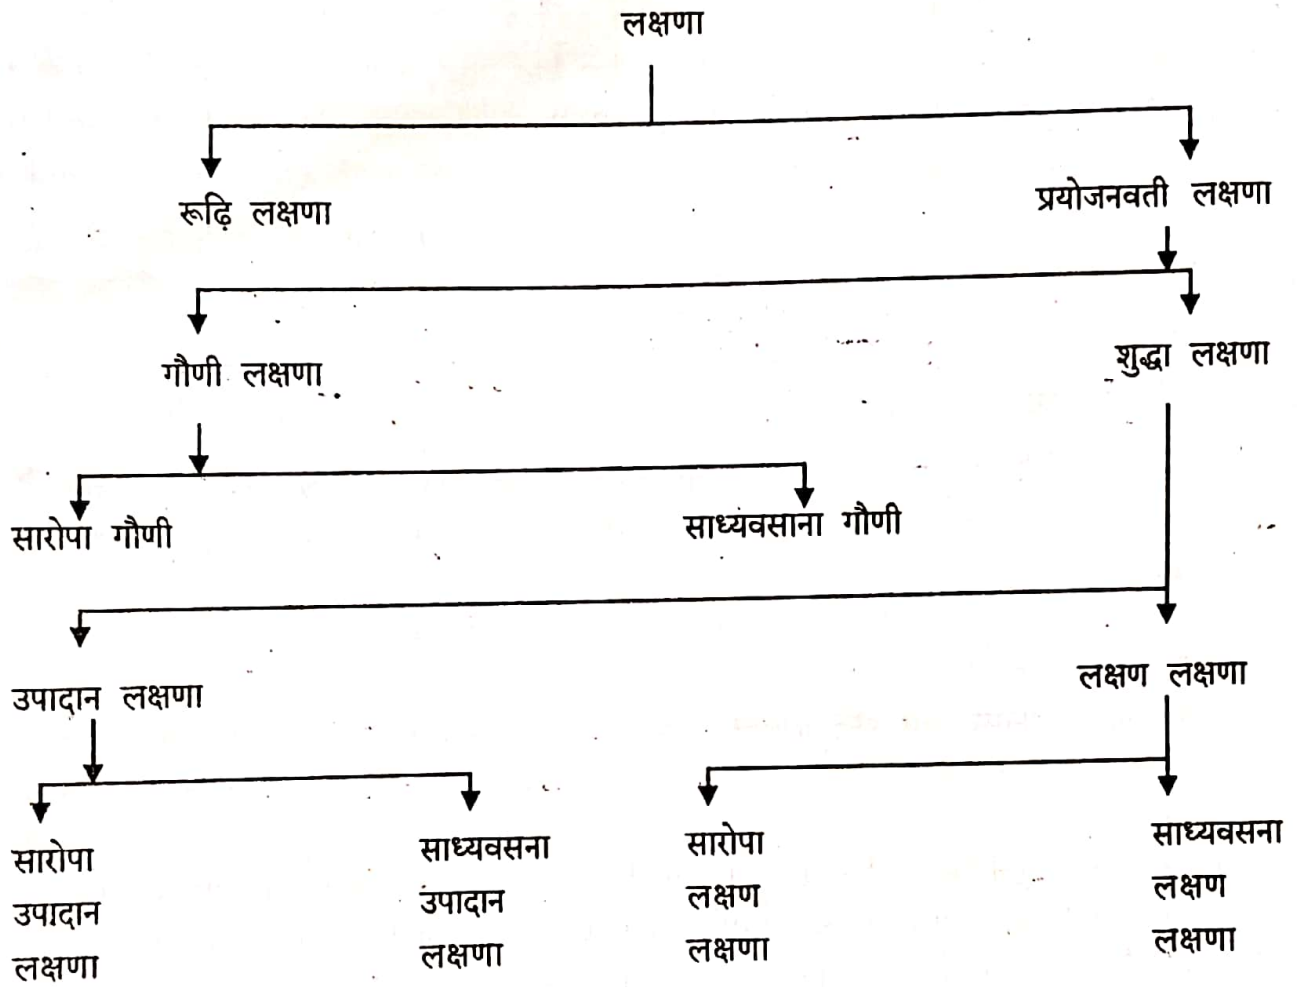 लक्षणा
रूढ़ि लक्षणा
प्रयोजनवती लक्षणा
गौणी लक्षणा
शुद्धा लक्षणा
सारोपा गौणी
साध्यवसाना गौणी
उपादान लक्षणा
लक्षण लक्षणा
सारोपा
उपादान
लक्षणा
साध्यवसना
उपादान
लक्षणा
सारोपा
लक्षण
लक्षणा
साध्यवसना
लक्षण
लक्षणा